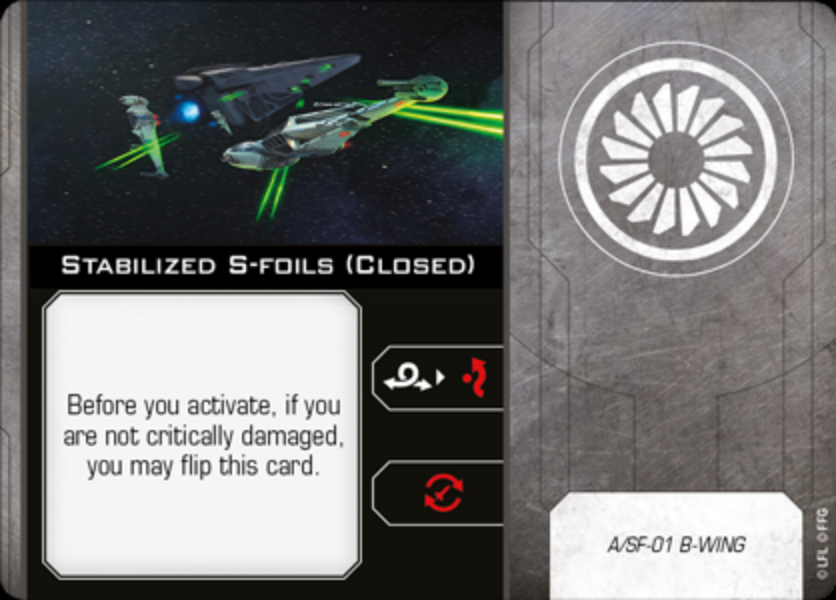 STABILIZED S-FOILS (CLOSED)
Before you activate, if you
are not critically damaged,
you may flip this card.
A/SF-01 B-WING
©LFL ©FFG